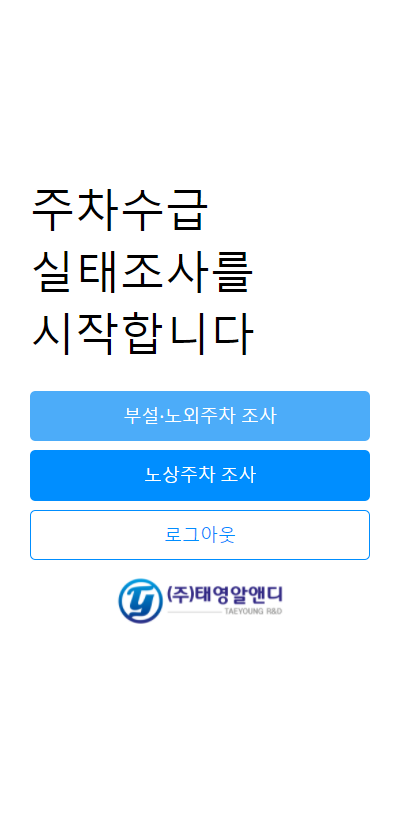 주차수급
실태조사를
시작합니다
부설·노외주차 조사
노상주차 조사
로그아웃
(주)태영알앤디
TAEYOUNG R&D